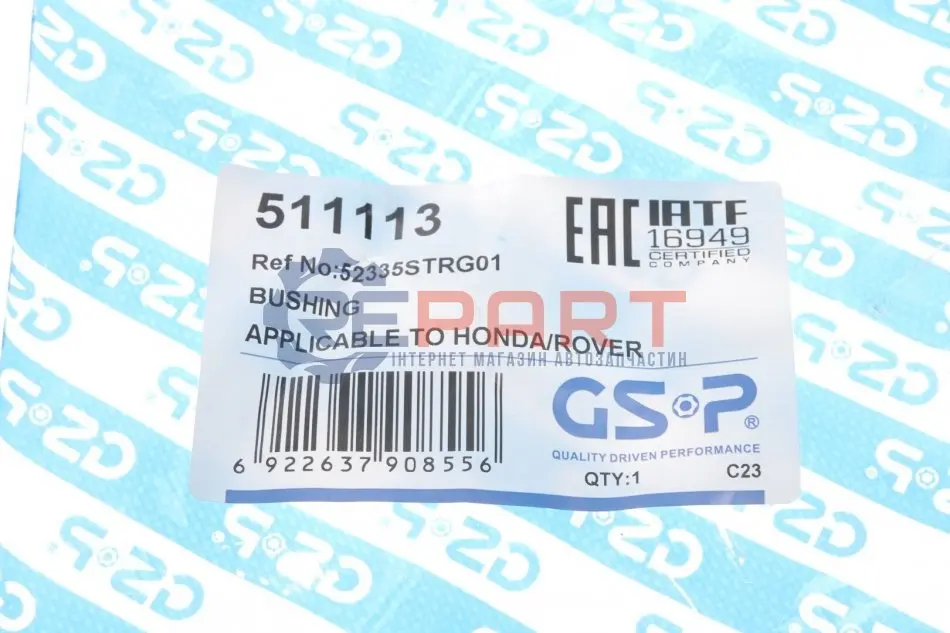 511113
EAC
IATF
16949
CERTIFIED
COMPANY
Ref No:52335STRG01
BUSHING
EPART
APPLICABLE TO HONDA/ROVER
ІНТЕРНЕТ МАГАЗИН АВТОЗАПЧАСТИН
GSP®
QUALITY DRIVEN PERFORMANCE
6 922637 908556
QTY:1
C23